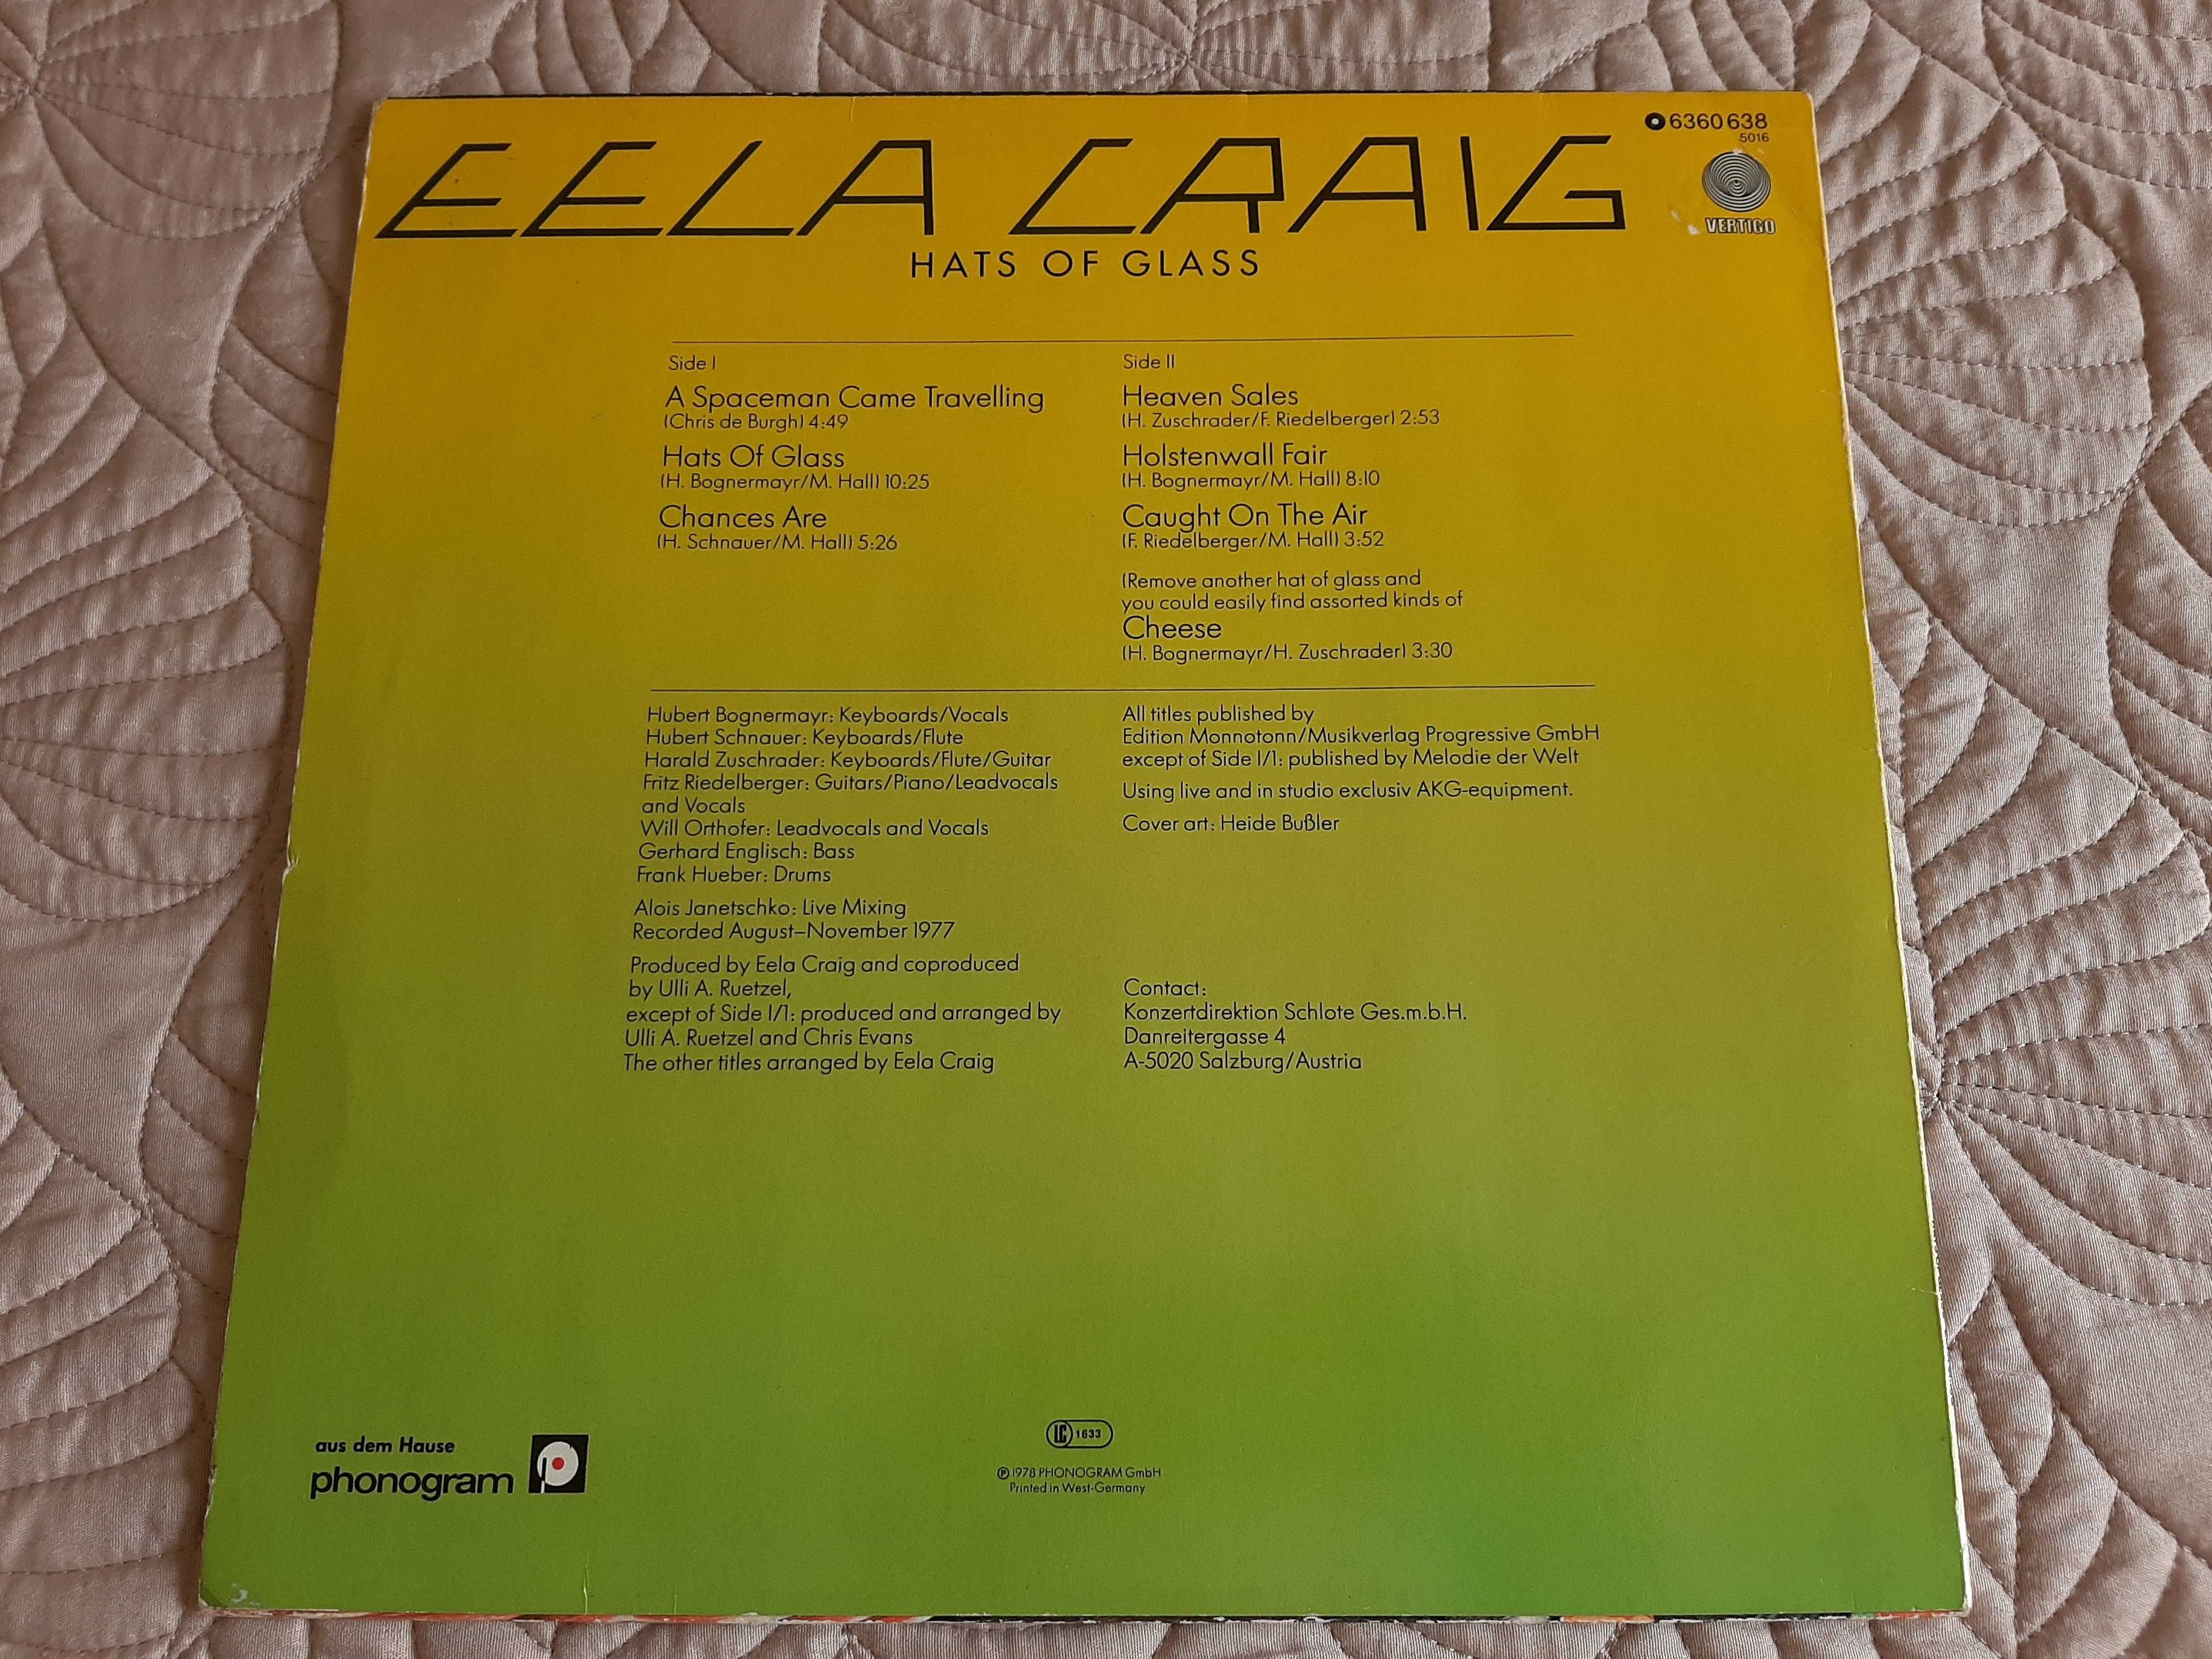 EELA CRAIG
6360 638
5016
VERTIGO
HATS OF GLASS
Side I
A Spaceman Came Travelling
(Chris de Burgh) 4:49
Hats Of Glass
(H. Bognermayr/M. Hall) 10:25
Chances Are
(H. Schnauer/M. Hall) 5:26
Side II
Heaven Sales
(H. Zuschrader/F. Riedelberger) 2:53
Holstenwall Fair
(H. Bognermayr/M. Hall) 8:10
Caught On The Air
(F. Riedelberger/M. Hall) 3:52
(Remove another hat of glass and
you could easily find assorted kinds of
Cheese
(H. Bognermayr/H. Zuschrader) 3:30
Hubert Bognermayr: Keyboards/Vocals
Hubert Schnauer: Keyboards/Flute
Harald Zuschrader: Keyboards/Flute/Guitar
Fritz Riedelberger: Guitars/Piano/Leadvocals
and Vocals
Will Orthofer: Leadvocals and Vocals
Gerhard Englisch: Bass
Frank Hueber: Drums
Alois Janetschko: Live Mixing
Recorded August–November 1977
Produced by Eela Craig and coproduced
by Ulli A. Ruetzel,
except of Side I/1: produced and arranged by
Ulli A. Ruetzel and Chris Evans
The other titles arranged by Eela Craig
All titles published by
Edition Monnotonn/Musikverlag Progressive GmbH
except of Side I/1: published by Melodie der Welt
Using live and in studio exclusiv AKG-equipment.
Cover art: Heide Bußler
Contact:
Konzertdirektion Schlote Ges.m.b.H.
Danreitergasse 4
A-5020 Salzburg/Austria
aus dem Hause
phonogram
LC 1633
℗ 1978 PHONOGRAM GmbH
Printed in West-Germany